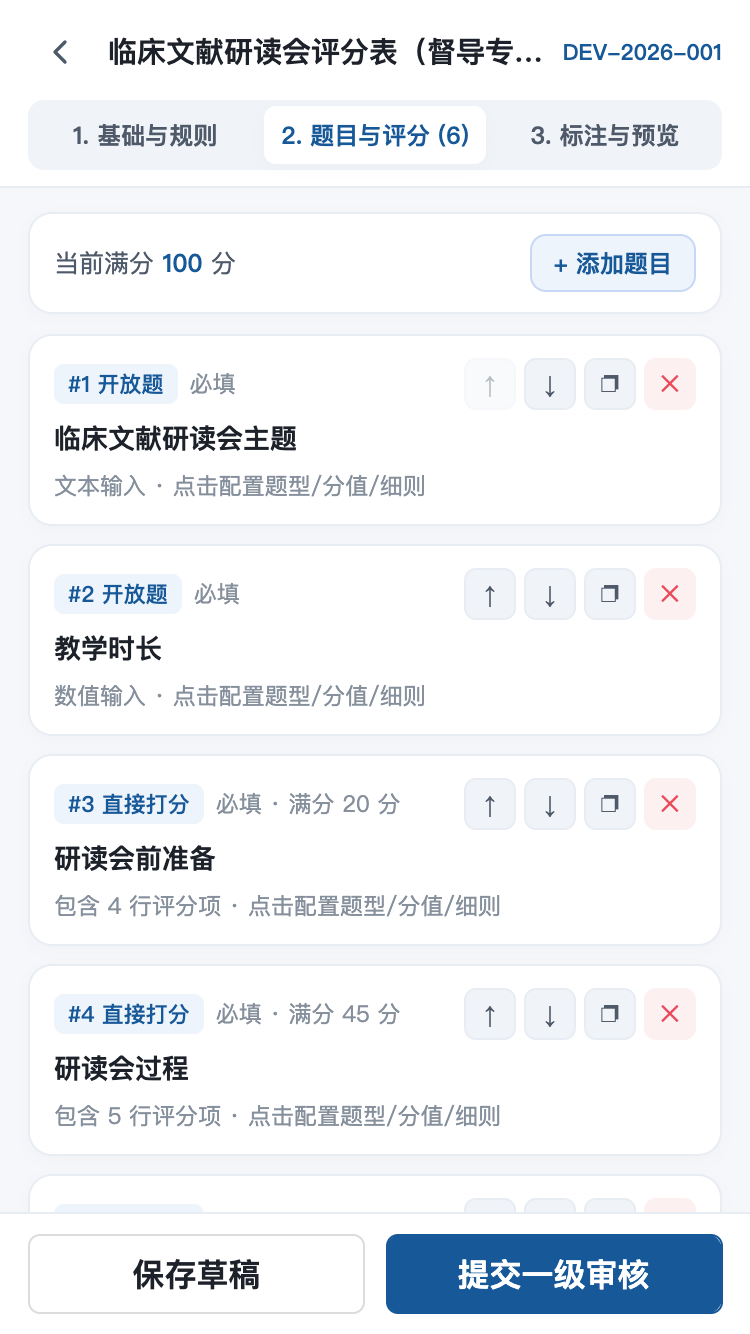 临床文献研读会评分表（督导专... DEV-2026-001
1. 基础与规则 2. 题目与评分 (6) 3. 标注与预览
当前满分 100 分 + 添加题目
#1 开放题 必填 ↑ ↓ ❐ ✕
临床文献研读会主题
文本输入 · 点击配置题型/分值/细则
#2 开放题 必填 ↑ ↓ ❐ ✕
教学时长
数值输入 · 点击配置题型/分值/细则
#3 直接打分 必填 · 满分 20 分 ↑ ↓ ❐ ✕
研读会前准备
包含 4 行评分项 · 点击配置题型/分值/细则
#4 直接打分 必填 · 满分 45 分 ↑ ↓ ❐ ✕
研读会过程
包含 5 行评分项 · 点击配置题型/分值/细则
保存草稿 提交一级审核